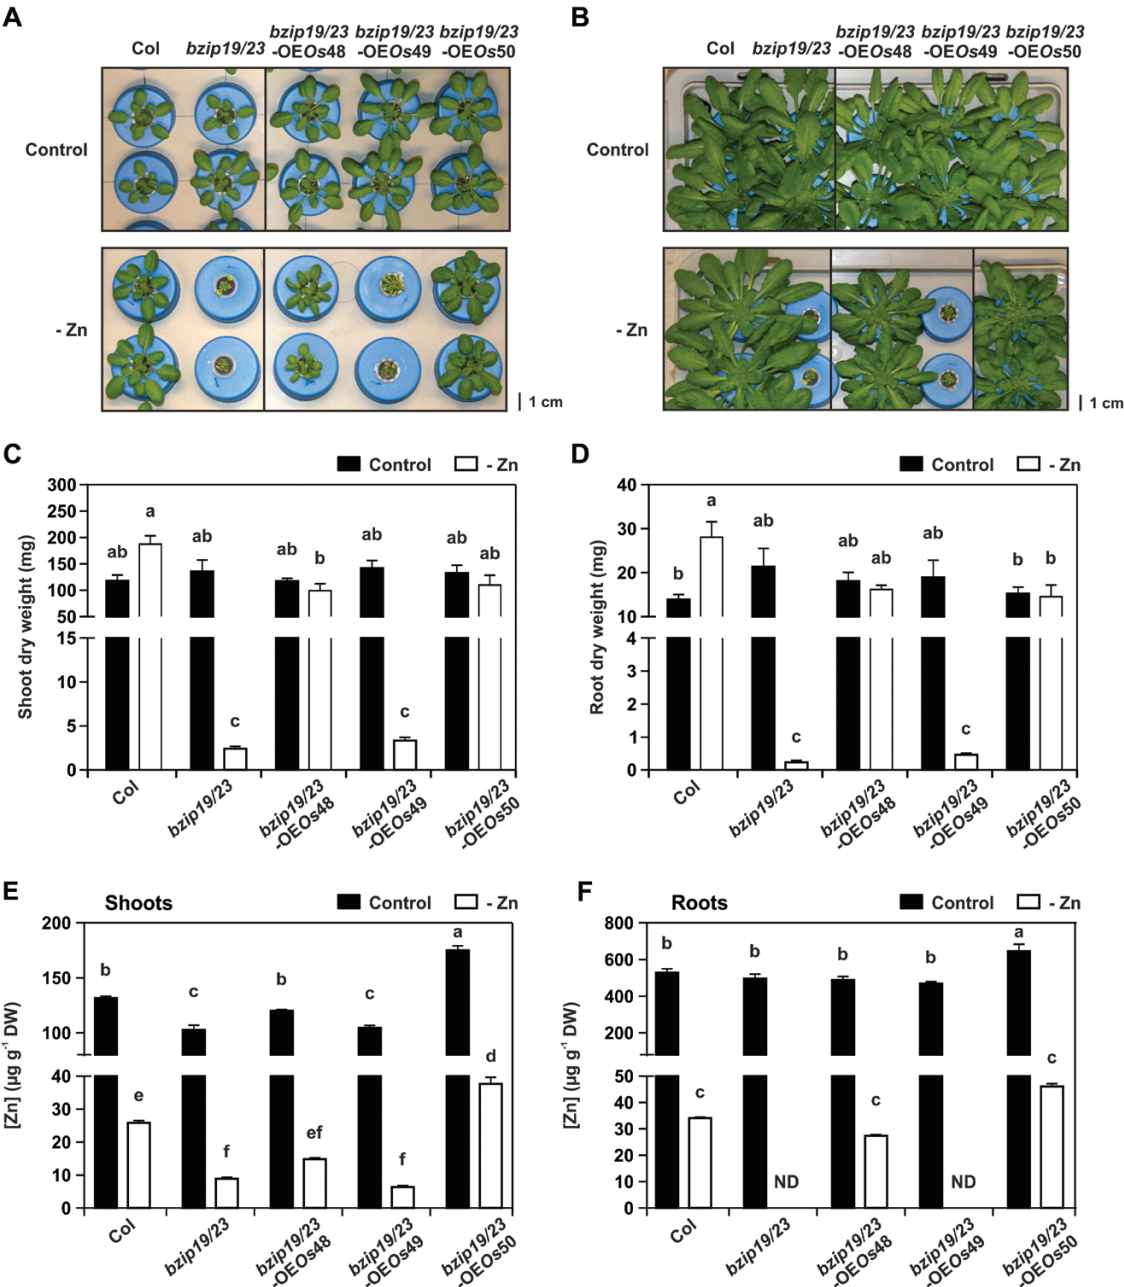 A
Col
bzip19/23
bzip19/23
-OEOs48
bzip19/23
-OEOs49
bzip19/23
-OEOs50
Control
- Zn
1 cm
B
Col
bzip19/23
bzip19/23
-OEOs48
bzip19/23
-OEOs49
bzip19/23
-OEOs50
Control
- Zn
1 cm
C
Control
- Zn
Shoot dry weight (mg)
300
250
200
150
100
50
15
10
5
0
ab
a
ab
c
ab
b
ab
c
ab
ab
Col
bzip19/23
bzip19/23
-OEOs48
bzip19/23
-OEOs49
bzip19/23
-OEOs50
D
Control
- Zn
Root dry weight (mg)
40
30
20
10
4
3
2
1
0
b
a
ab
c
ab
ab
ab
c
b
b
Col
bzip19/23
bzip19/23
-OEOs48
bzip19/23
-OEOs49
bzip19/23
-OEOs50
E
Shoots
Control
- Zn
[Zn] (µg g-1 DW)
200
150
100
40
30
20
10
0
b
e
c
f
b
ef
c
f
a
d
Col
bzip19/23
bzip19/23
-OEOs48
bzip19/23
-OEOs49
bzip19/23
-OEOs50
F
Roots
Control
- Zn
[Zn] (µg g-1 DW)
800
600
400
200
50
40
30
20
10
0
b
c
b
ND
b
c
b
ND
a
c
Col
bzip19/23
bzip19/23
-OEOs48
bzip19/23
-OEOs49
bzip19/23
-OEOs50